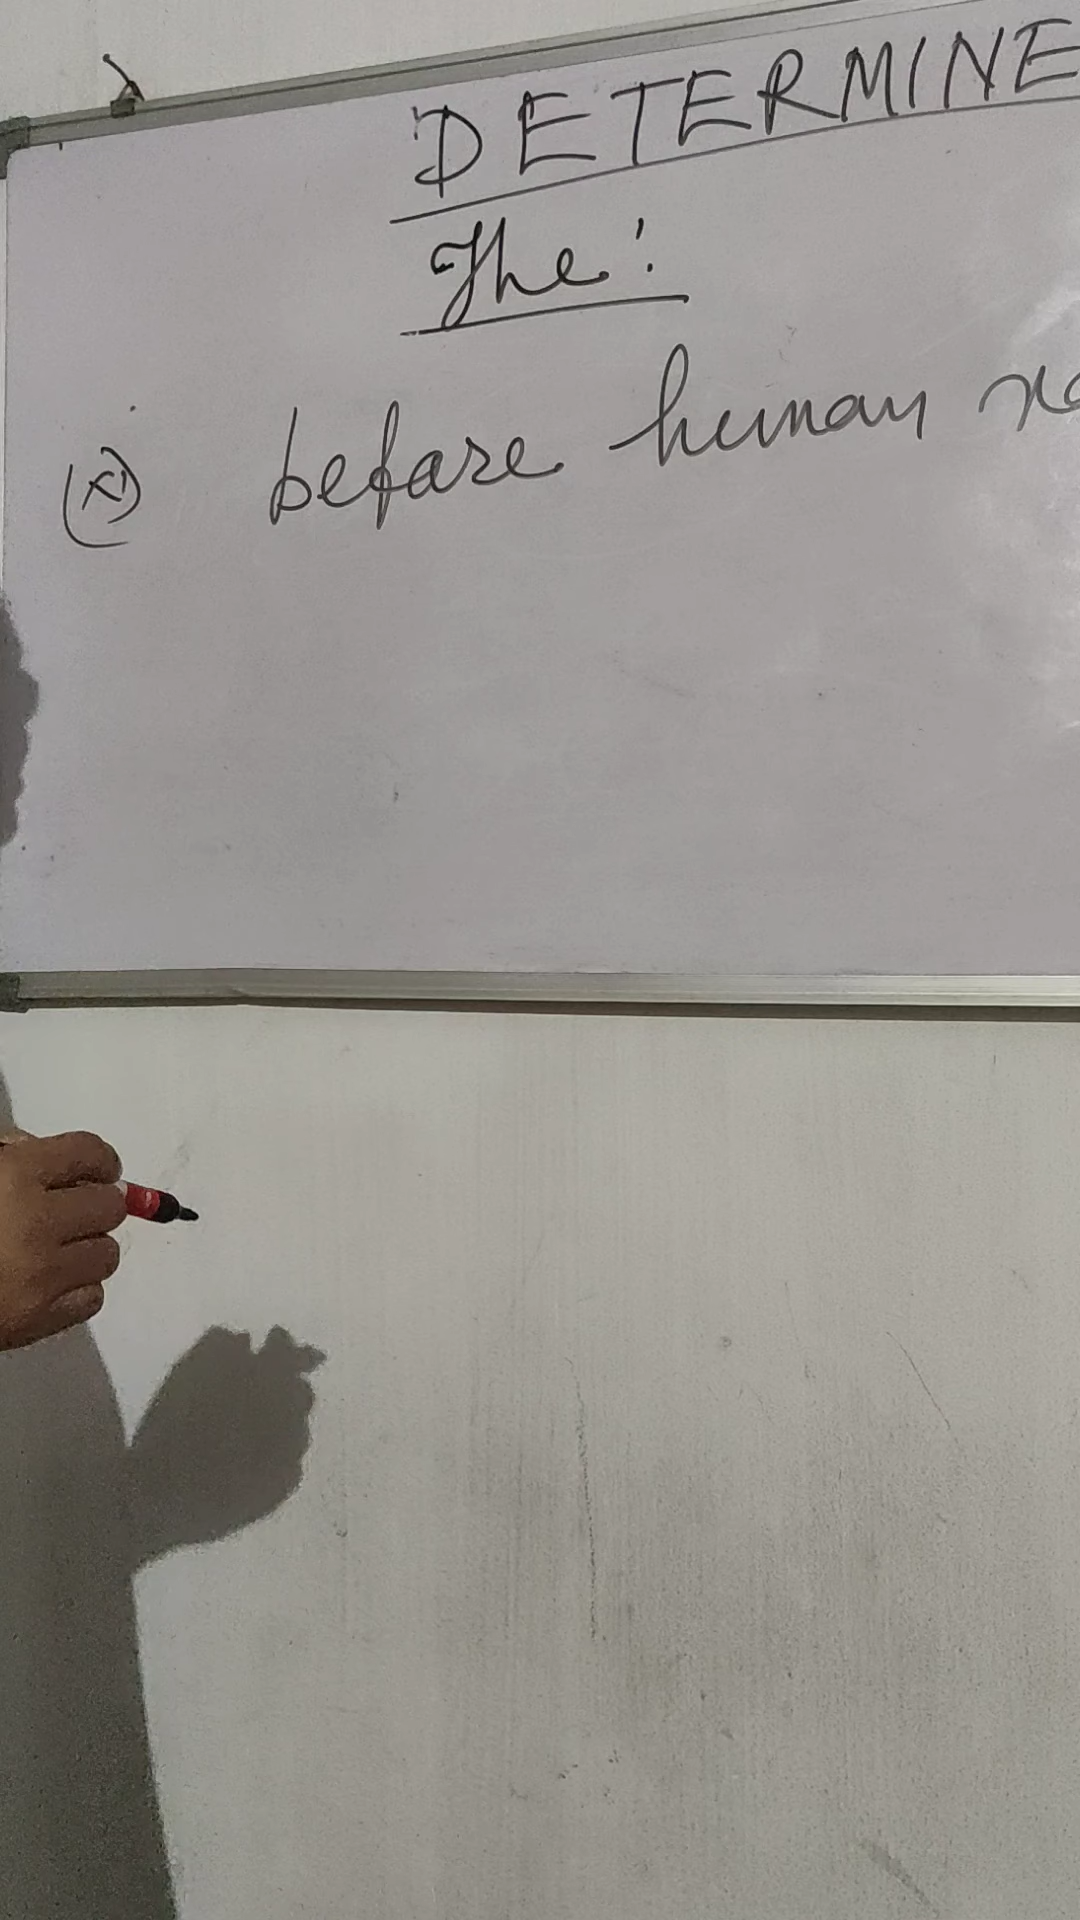 DETERMINE
The :
(x) before human